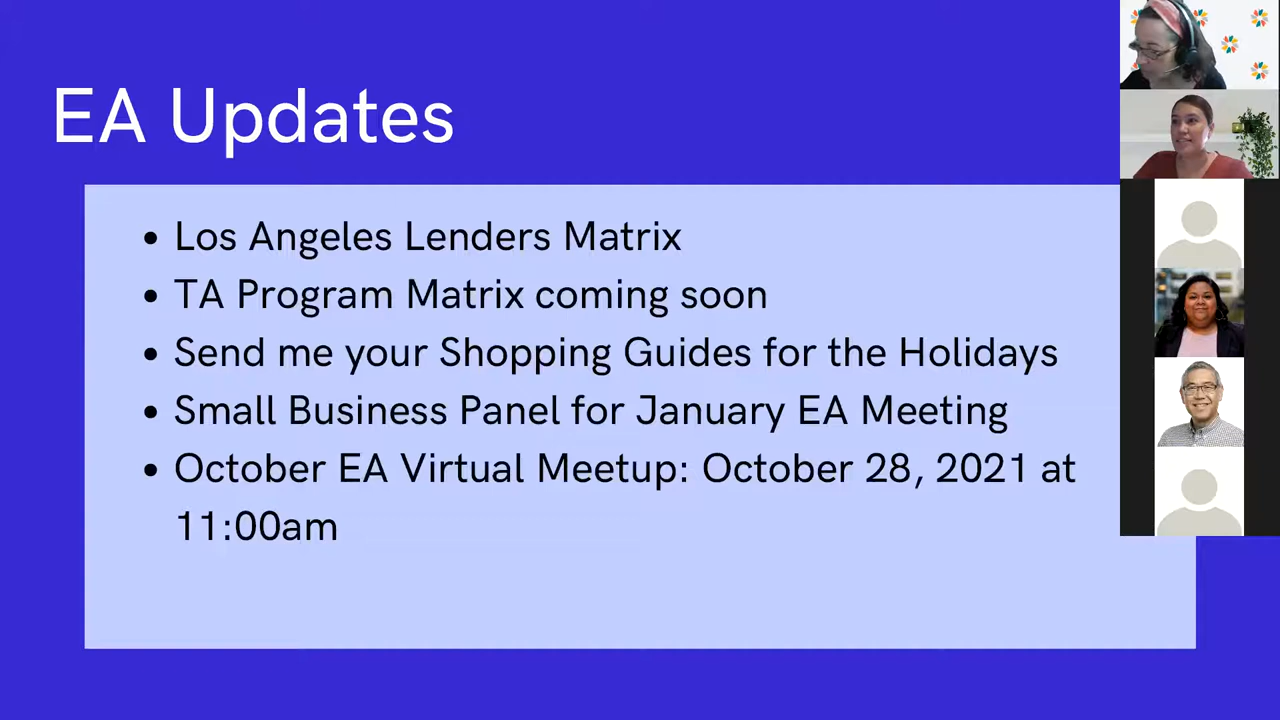 EA Updates
• Los Angeles Lenders Matrix
• TA Program Matrix coming soon
• Send me your Shopping Guides for the Holidays
• Small Business Panel for January EA Meeting
• October EA Virtual Meetup: October 28, 2021 at
11:00am